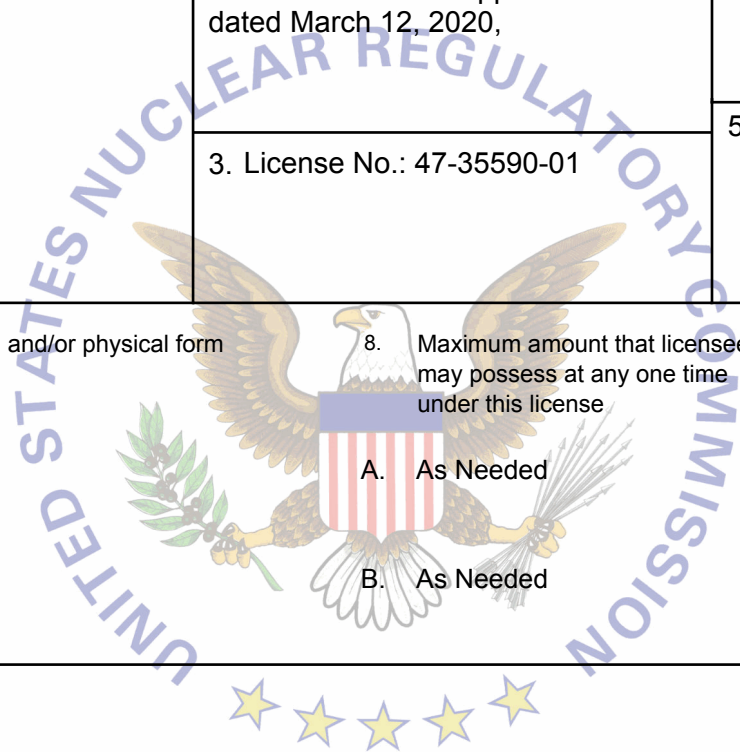 dated March 12, 2020,
5
3. License No.: 47-35590-01
and/or physical form
8. Maximum amount that licensee
may possess at any one time
under this license
A. As Needed
B. As Needed
UNITED STATES NUCLEAR REGULATORY COMMISSION